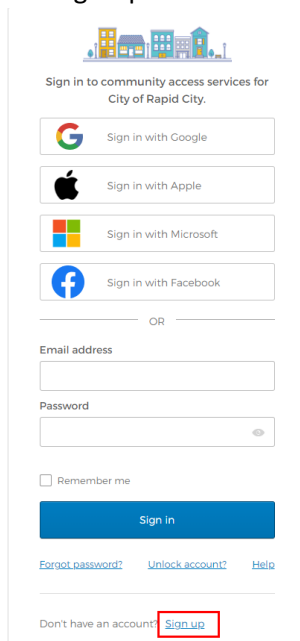 Sign in to community access services for
City of Rapid City.
Sign in with Google
Sign in with Apple
Sign in with Microsoft
Sign in with Facebook
OR
Email address
Password
Remember me
Sign in
Forgot password? Unlock account? Help
Don't have an account? Sign up